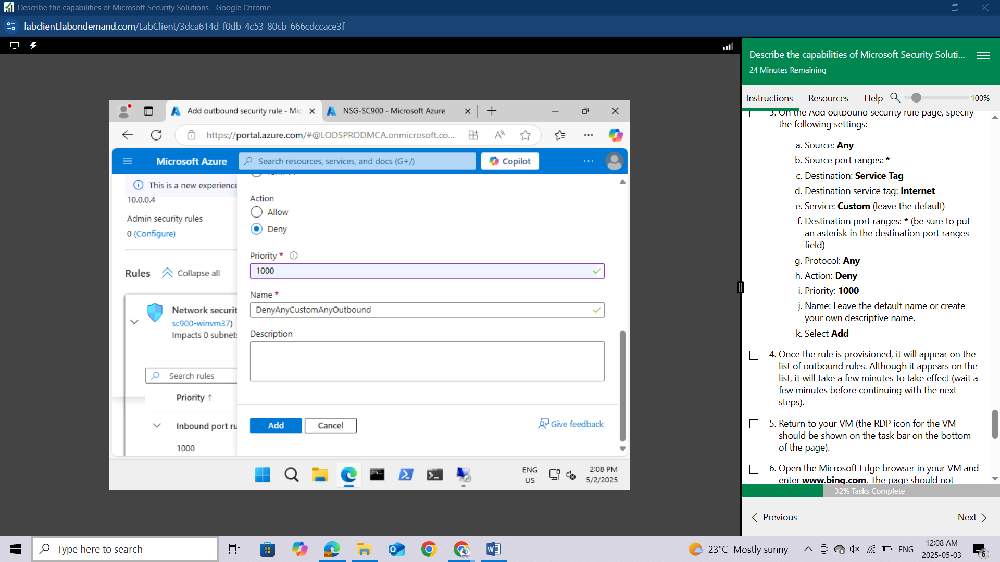 Describe the capabilities of Microsoft Security Solutions - Google Chrome
labclient.labondemand.com/LabClient/3dca614d-f0db-4c53-80cb-666cdccace3f
Add outbound security rule - Mic
NSG-SC900 - Microsoft Azure
https://portal.azure.com/#@LODSPRODMCA.onmicrosoft.co...
Microsoft Azure
Search resources, services, and docs (G+/)
Copilot
This is a new experience
10.0.0.4
Admin security rules
0 (Configure)
Rules
Collapse all
Network securit
sc900-winvm37)
Impacts 0 subnet
Search rules
Priority ↑
Inbound port ru
1000
Action
Allow
Deny
Priority *
1000
Name *
DenyAnyCustomAnyOutbound
Description
Add
Cancel
Give feedback
ENG
US
2:08 PM
5/2/2025
Describe the capabilities of Microsoft Security Soluti...
24 Minutes Remaining
Instructions
Resources
Help
100%
3. On the Add outbound security rule page, specify
the following settings:
a. Source: Any
b. Source port ranges: *
c. Destination: Service Tag
d. Destination service tag: Internet
e. Service: Custom (leave the default)
f. Destination port ranges: * (be sure to put
an asterisk in the destination port ranges
field)
g. Protocol: Any
h. Action: Deny
i. Priority: 1000
j. Name: Leave the default name or create
your own descriptive name.
k. Select Add
4. Once the rule is provisioned, it will appear on the
list of outbound rules. Although it appears on the
list, it will take a few minutes to take effect (wait a
few minutes before continuing with the next
steps).
5. Return to your VM (the RDP icon for the VM
should be shown on the task bar on the bottom
of the page).
6. Open the Microsoft Edge browser in your VM and
enter www.bing.com. The page should not
32% Tasks Complete
Previous
Next
Type here to search
23°C Mostly sunny
ENG
12:08 AM
2025-05-03
6